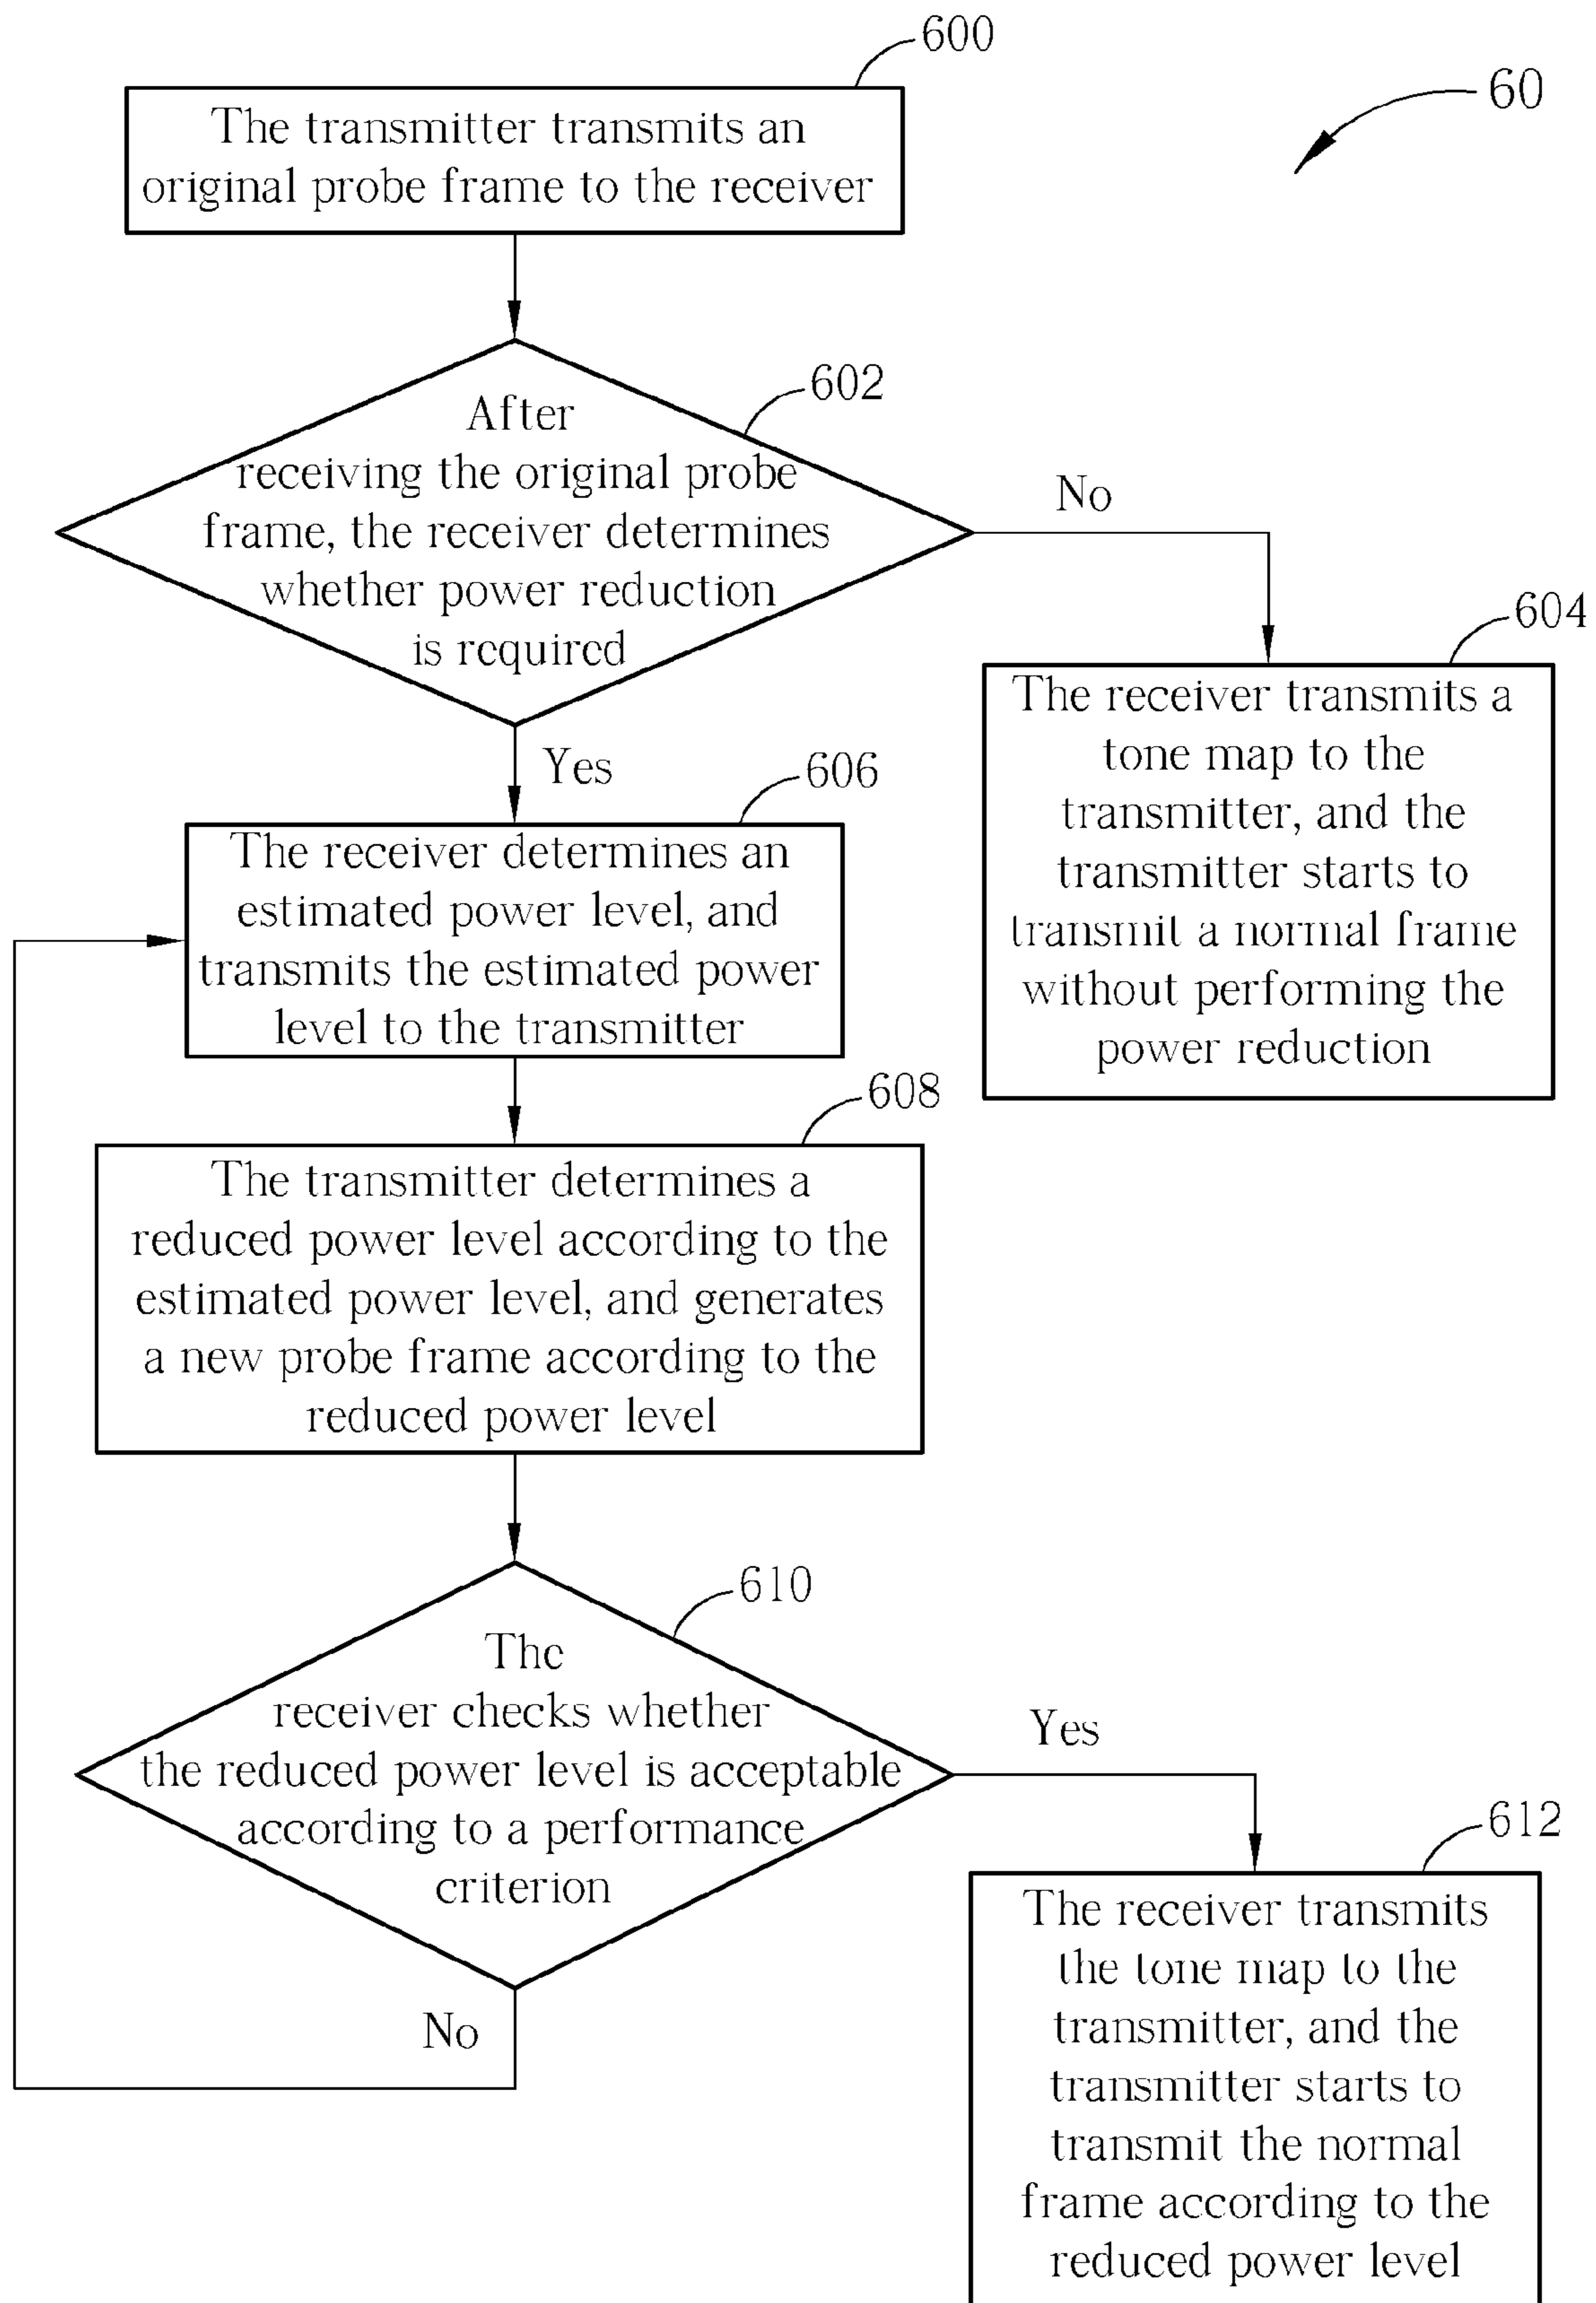 600
60
The transmitter transmits an
original probe frame to the receiver
602
After
receiving the original probe
frame, the receiver determines
whether power reduction
is required
No
604
The receiver transmits a
tone map to the
transmitter, and the
transmitter starts to
transmit a normal frame
without performing the
power reduction
Yes
606
The receiver determines an
estimated power level, and
transmits the estimated power
level to the transmitter
608
The transmitter determines a
reduced power level according to the
estimated power level, and generates
a new probe frame according to the
reduced power level
610
The
receiver checks whether
the reduced power level is acceptable
according to a performance
criterion
Yes
612
The receiver transmits
the tone map to the
transmitter, and the
transmitter starts to
transmit the normal
frame according to the
reduced power level
No